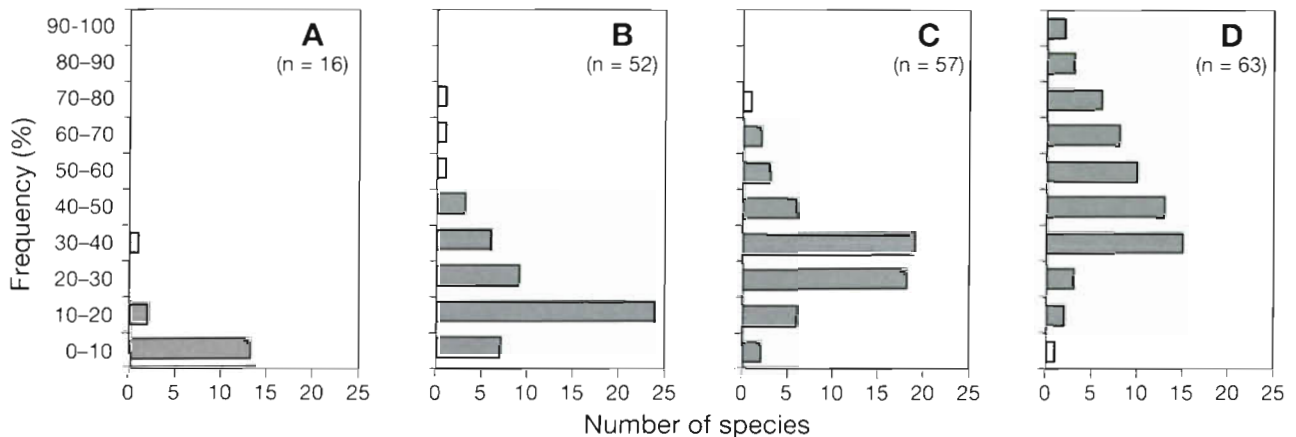 Frequency (%)
90-100
80–90
70–80
60–70
50–60
40–50
30–40
20–30
10–20
0–10
A
(n = 16)
0 5 10 15 20 25
B
(n = 52)
0 5 10 15 20 25
C
(n = 57)
0 5 10 15 20 25
D
(n = 63)
0 5 10 15 20 25
Number of species